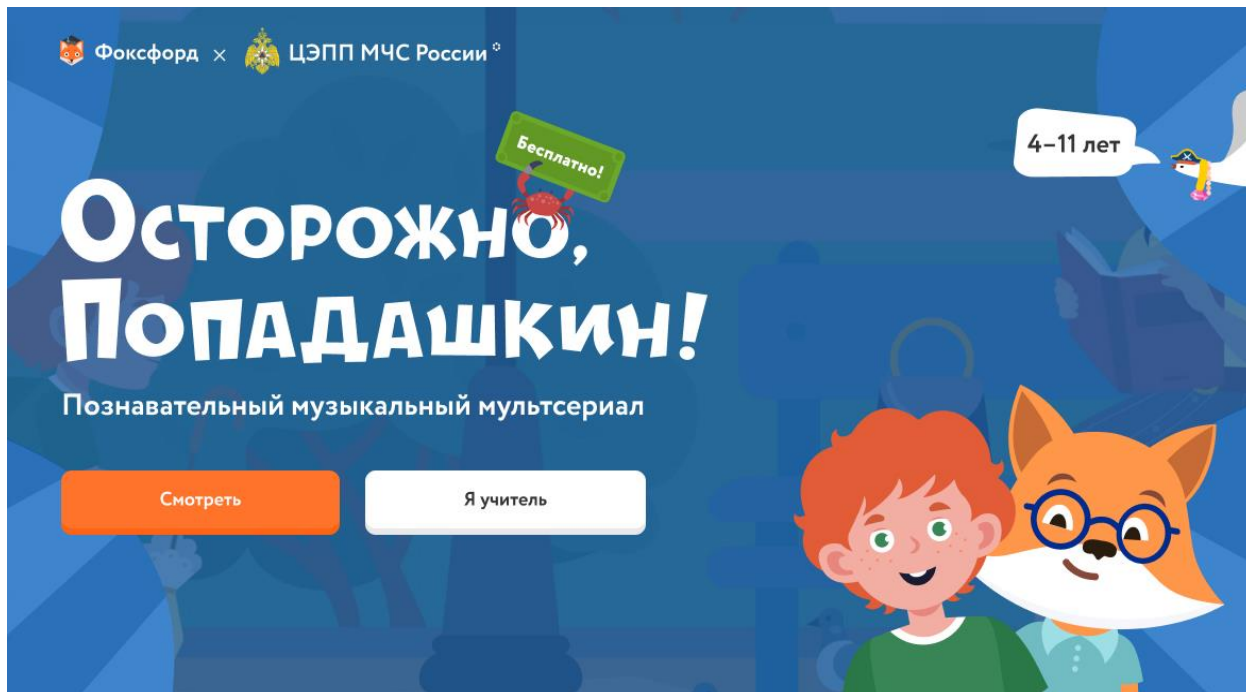 Фоксфорд × ЦЭПП МЧС России
Бесплатно!
4–11 лет
Осторожно,
Попадашкин!
Познавательный музыкальный мультсериал
Смотреть
Я учитель